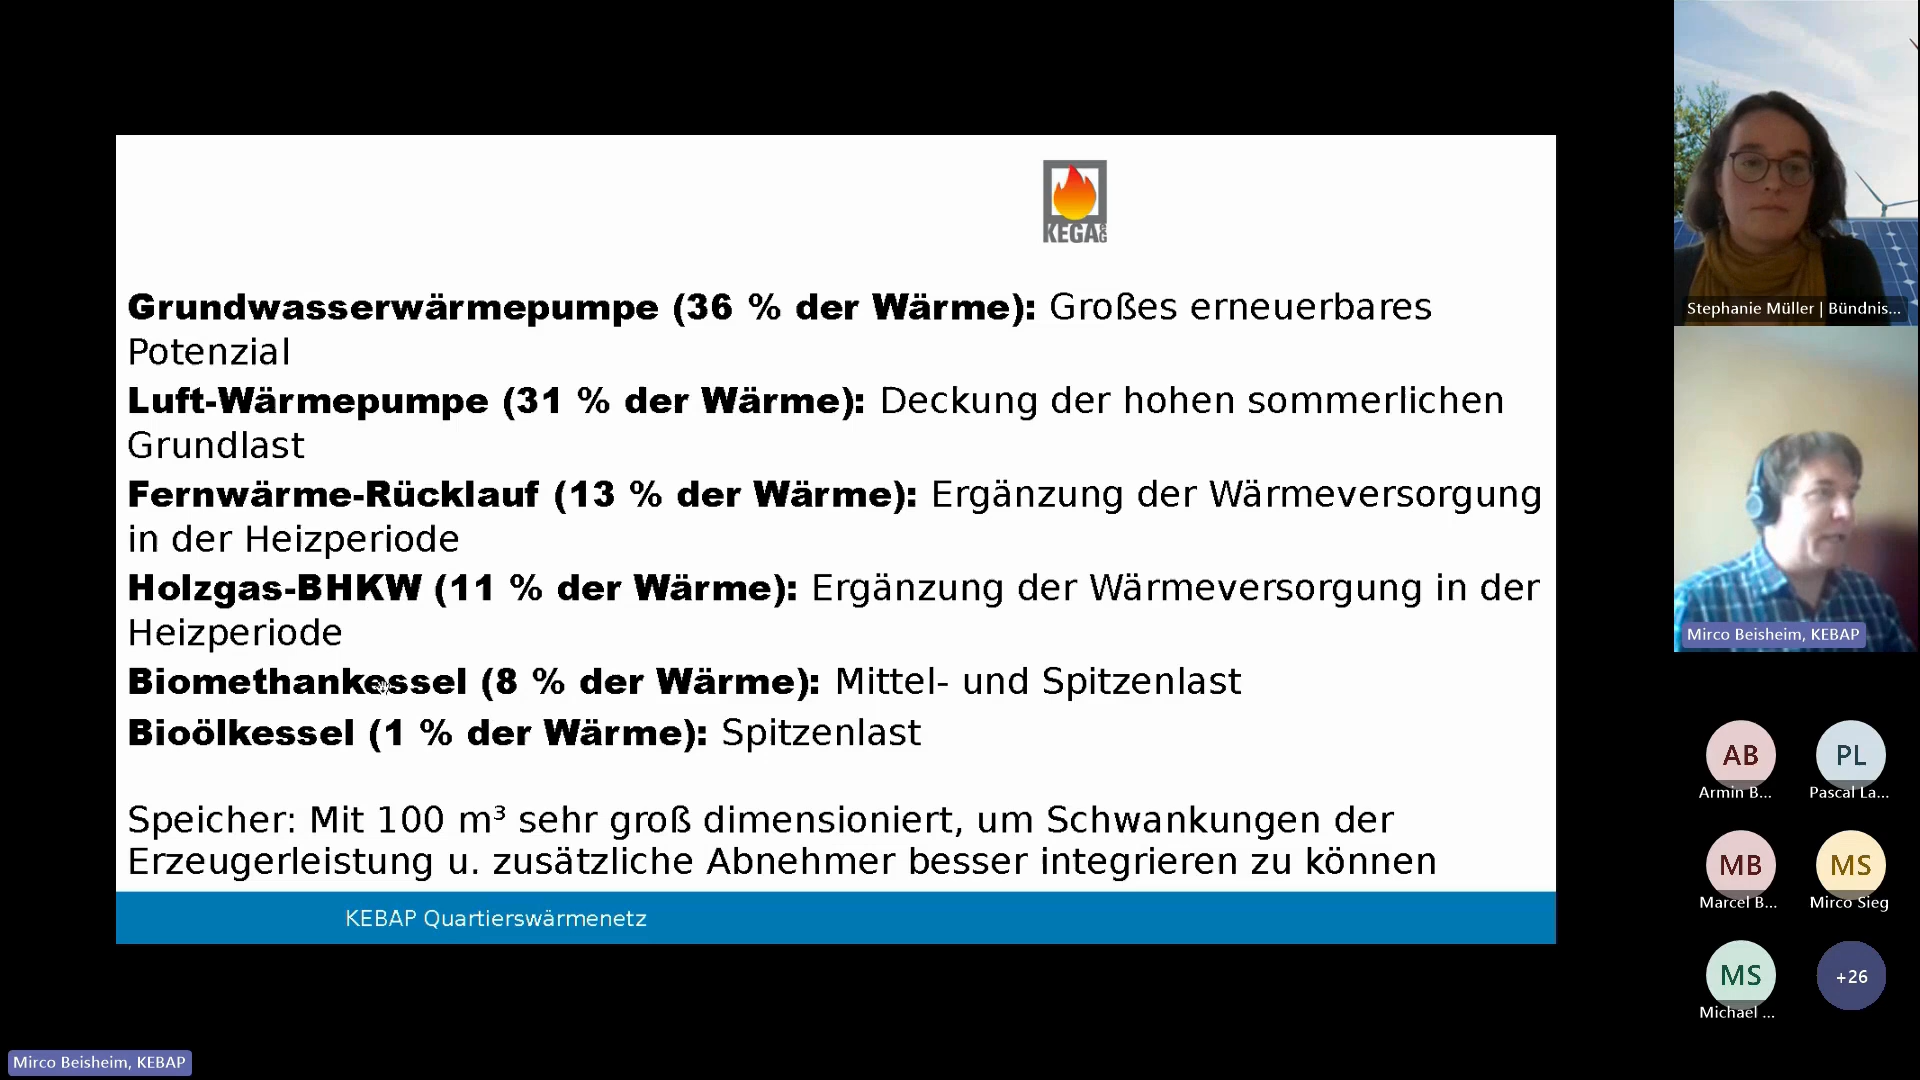 KEGA eG
Grundwasserwärmepumpe (36 % der Wärme): Großes erneuerbares
Potenzial
Luft-Wärmepumpe (31 % der Wärme): Deckung der hohen sommerlichen
Grundlast
Fernwärme-Rücklauf (13 % der Wärme): Ergänzung der Wärmeversorgung
in der Heizperiode
Holzgas-BHKW (11 % der Wärme): Ergänzung der Wärmeversorgung in der
Heizperiode
Biomethankessel (8 % der Wärme): Mittel- und Spitzenlast
Bioölkessel (1 % der Wärme): Spitzenlast
Speicher: Mit 100 m³ sehr groß dimensioniert, um Schwankungen der
Erzeugerleistung u. zusätzliche Abnehmer besser integrieren zu können
KEBAP Quartierswärmenetz
Stephanie Müller | Bündnis...
Mirco Beisheim, KEBAP
AB
Armin B...
PL
Pascal La...
MB
Marcel B...
MS
Mirco Sieg
MS
Michael ...
+26
Mirco Beisheim, KEBAP